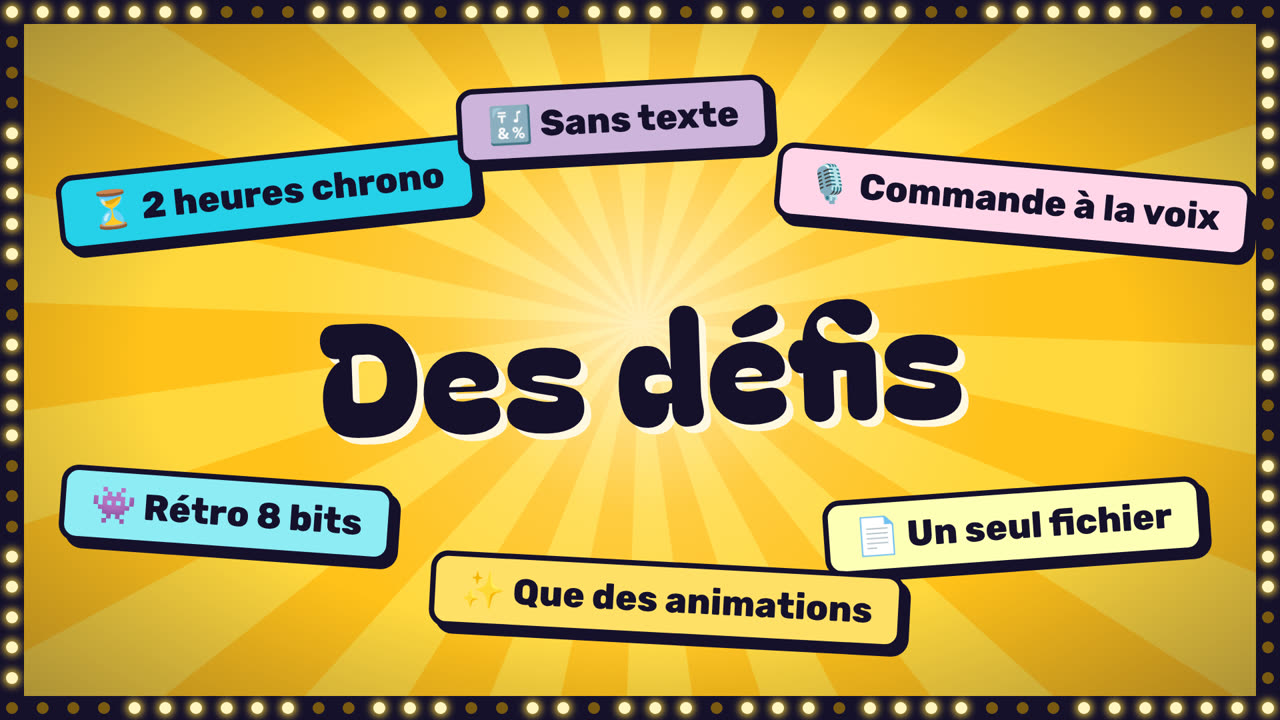 Sans texte
2 heures chrono
Commande à la voix
Des défis
Rétro 8 bits
Un seul fichier
Que des animations